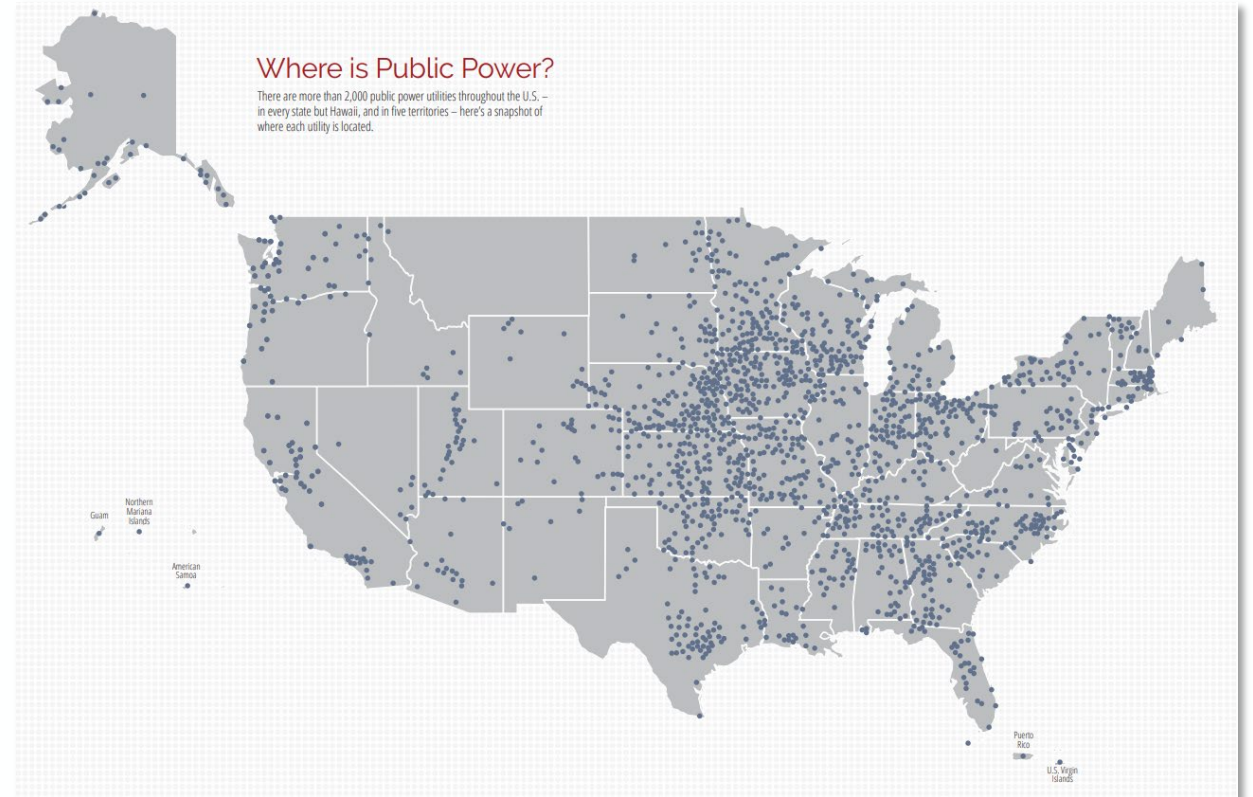 Where is Public Power?
There are more than 2,000 public power utilities throughout the U.S. –
in every state but Hawaii, and in five territories – here's a snapshot of
where each utility is located.
Guam
Northern
Mariana
Islands
American
Samoa
Puerto
Rico
U.S. Virgin
Islands